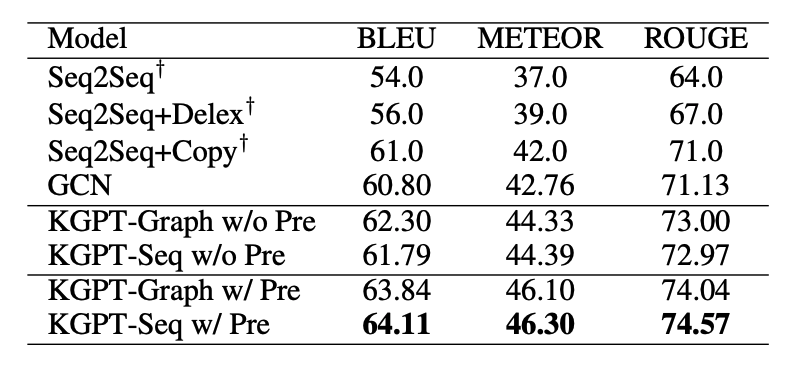 Model BLEU METEOR ROUGE
Seq2Seq† 54.0 37.0 64.0
Seq2Seq+Delex† 56.0 39.0 67.0
Seq2Seq+Copy† 61.0 42.0 71.0
GCN 60.80 42.76 71.13
KGPT-Graph w/o Pre 62.30 44.33 73.00
KGPT-Seq w/o Pre 61.79 44.39 72.97
KGPT-Graph w/ Pre 63.84 46.10 74.04
KGPT-Seq w/ Pre 64.11 46.30 74.57